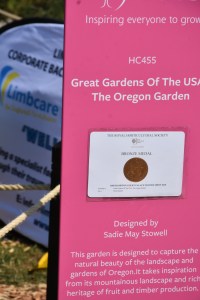 Inspiring everyone to grow
HC455
Great Gardens Of The USA
The Oregon Garden
BRONZE MEDAL
Designed by
Sadie May Stowell
This garden is designed to capture the
natural beauty of the landscape and
gardens of Oregon.It takes inspiration
from its mountainous landscape and rich
heritage of fruit and timber production.
CORPORATE
Limbcare